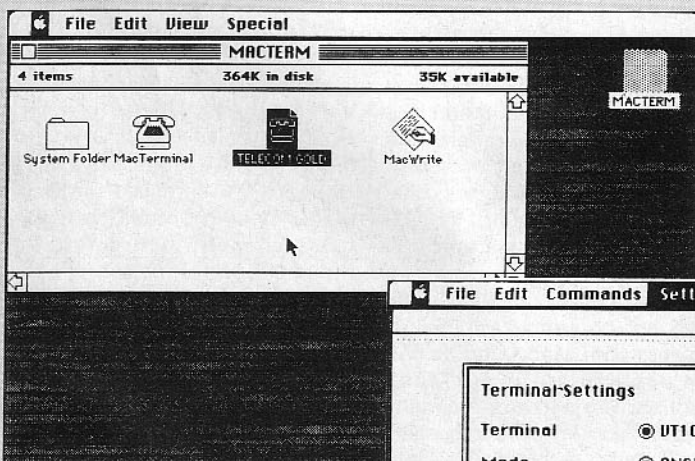 File Edit View Special
MACTERM
4 items 364K in disk 35K available
System Folder MacTerminal TELECOM GOLD MacWrite
MACTERM
File Edit Commands
Terminal Settings
Terminal